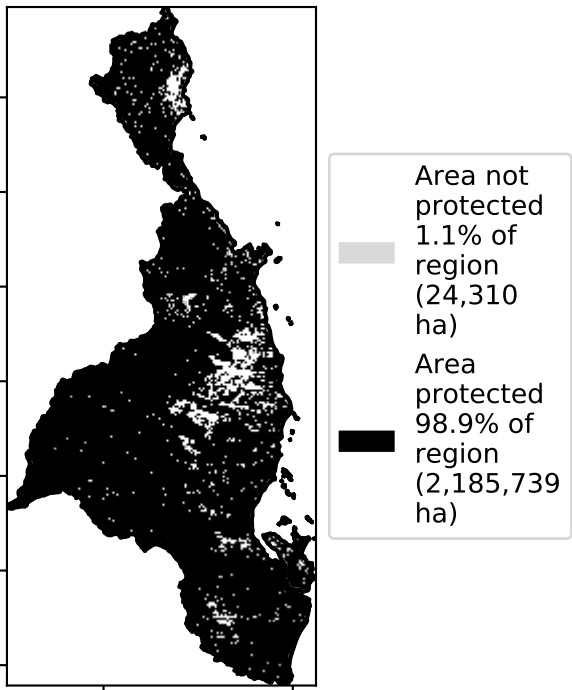 Area not
protected
1.1% of
region
(24,310
ha)
Area
protected
98.9% of
region
(2,185,739
ha)